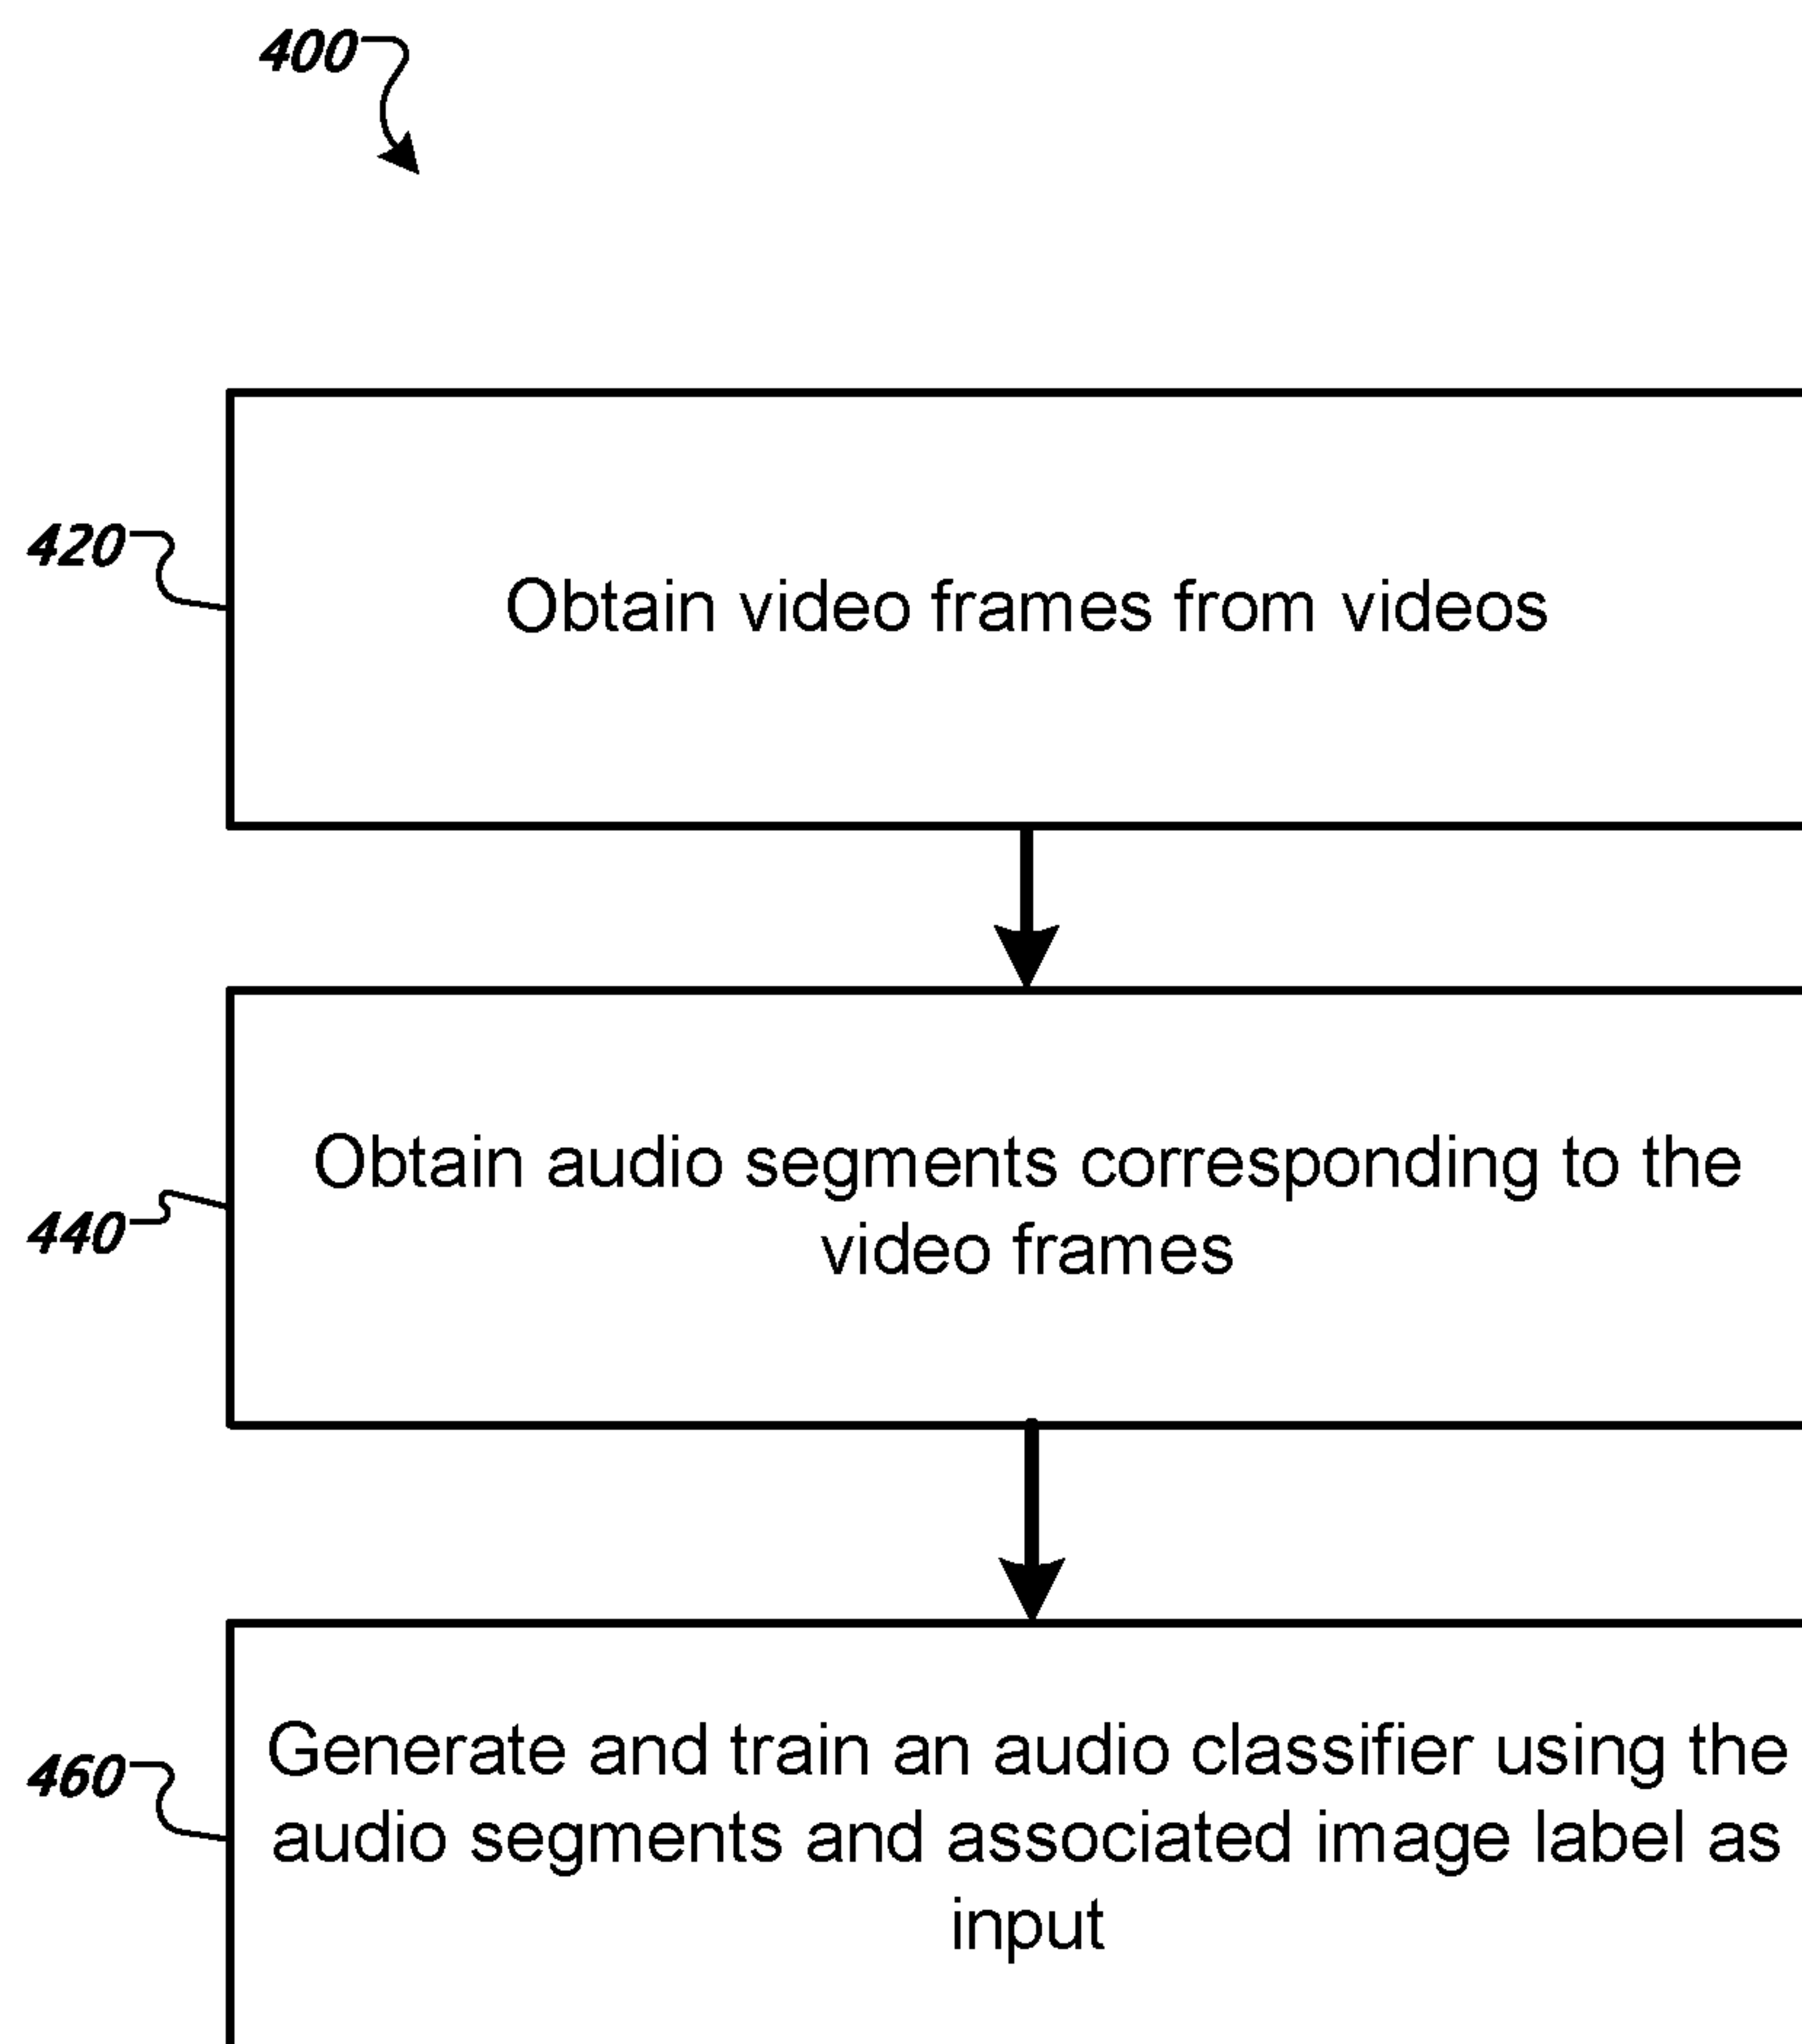 400
420
Obtain video frames from videos
Obtain audio segments corresponding to the
440
video frames
Generate and train an audio classifier using the
460
audio segments and associated image label as
input